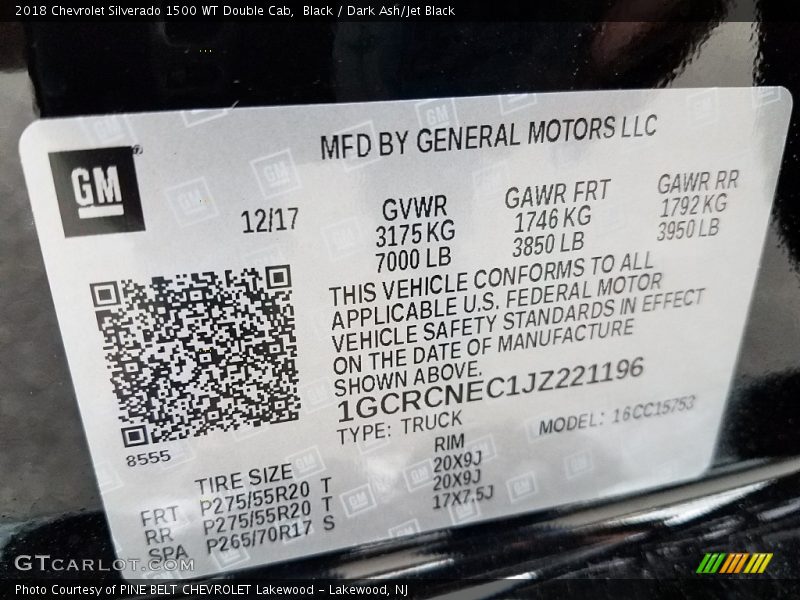 2018 Chevrolet Silverado 1500 WT Double Cab,  Black / Dark Ash/Jet Black
MFD BY GENERAL MOTORS LLC
GM
12/17
GVWR
3175 KG
7000 LB
GAWR FRT
1746 KG
3850 LB
GAWR RR
1792 KG
3950 LB
THIS VEHICLE CONFORMS TO ALL
APPLICABLE U.S. FEDERAL MOTOR
VEHICLE SAFETY STANDARDS IN EFFECT
ON THE DATE OF MANUFACTURE
SHOWN ABOVE.
1GCRCNEC1JZ221196
TYPE: TRUCK
MODEL: 16CC15753
8555
TIRE SIZE RIM
FRT P275/55R20 T 20X9J
RR P275/55R20 T 20X9J
SPA P265/70R17 S 17X7.5J
GTCARLOT.COM
Photo Courtesy of PINE BELT CHEVROLET Lakewood - Lakewood, NJ